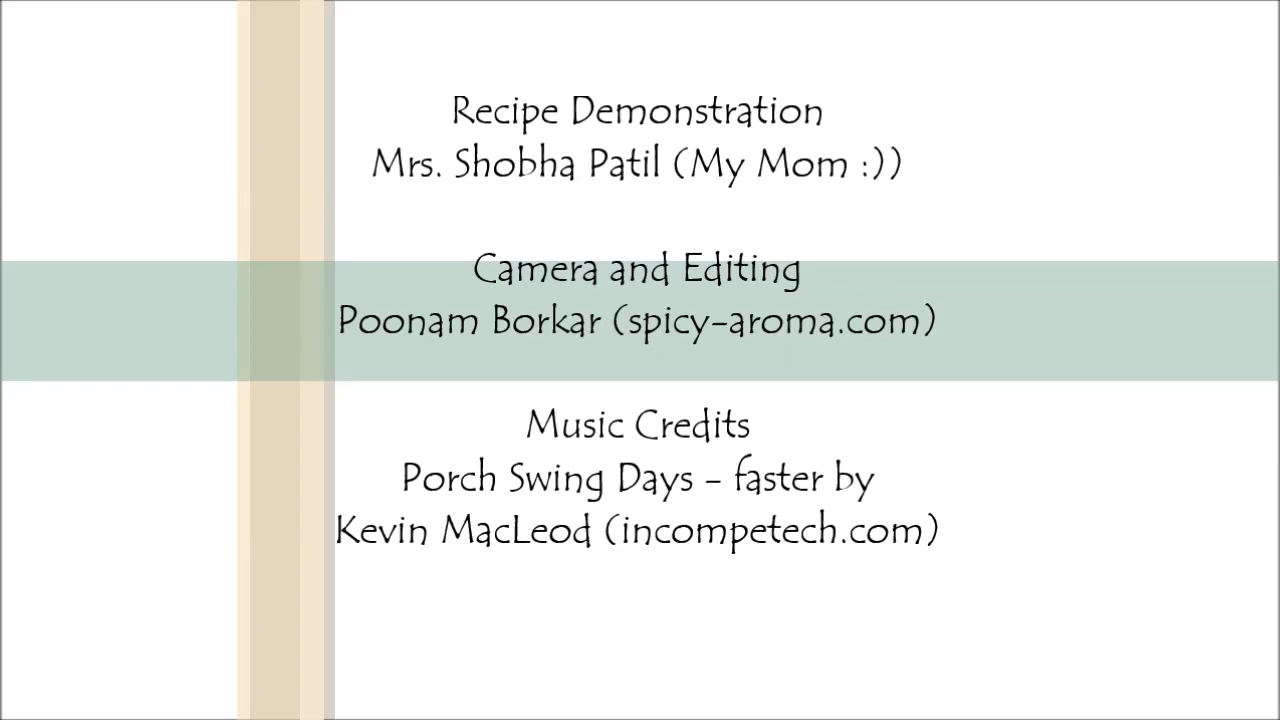 Recipe Demonstration
Mrs. Shobha Patil (My Mom :))
Camera and Editing
Poonam Borkar (spicy-aroma.com)
Music Credits
Porch Swing Days - faster by
Kevin MacLeod (incompetech.com)